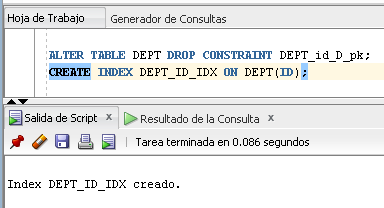 Hoja de Trabajo Generador de Consultas
ALTER TABLE DEPT DROP CONSTRAINT DEPT_id_D_pk;
CREATE INDEX DEPT_ID_IDX ON DEPT(ID);
Salida de Script x Resultado de la Consulta x
Tarea terminada en 0.086 segundos
Index DEPT_ID_IDX creado.